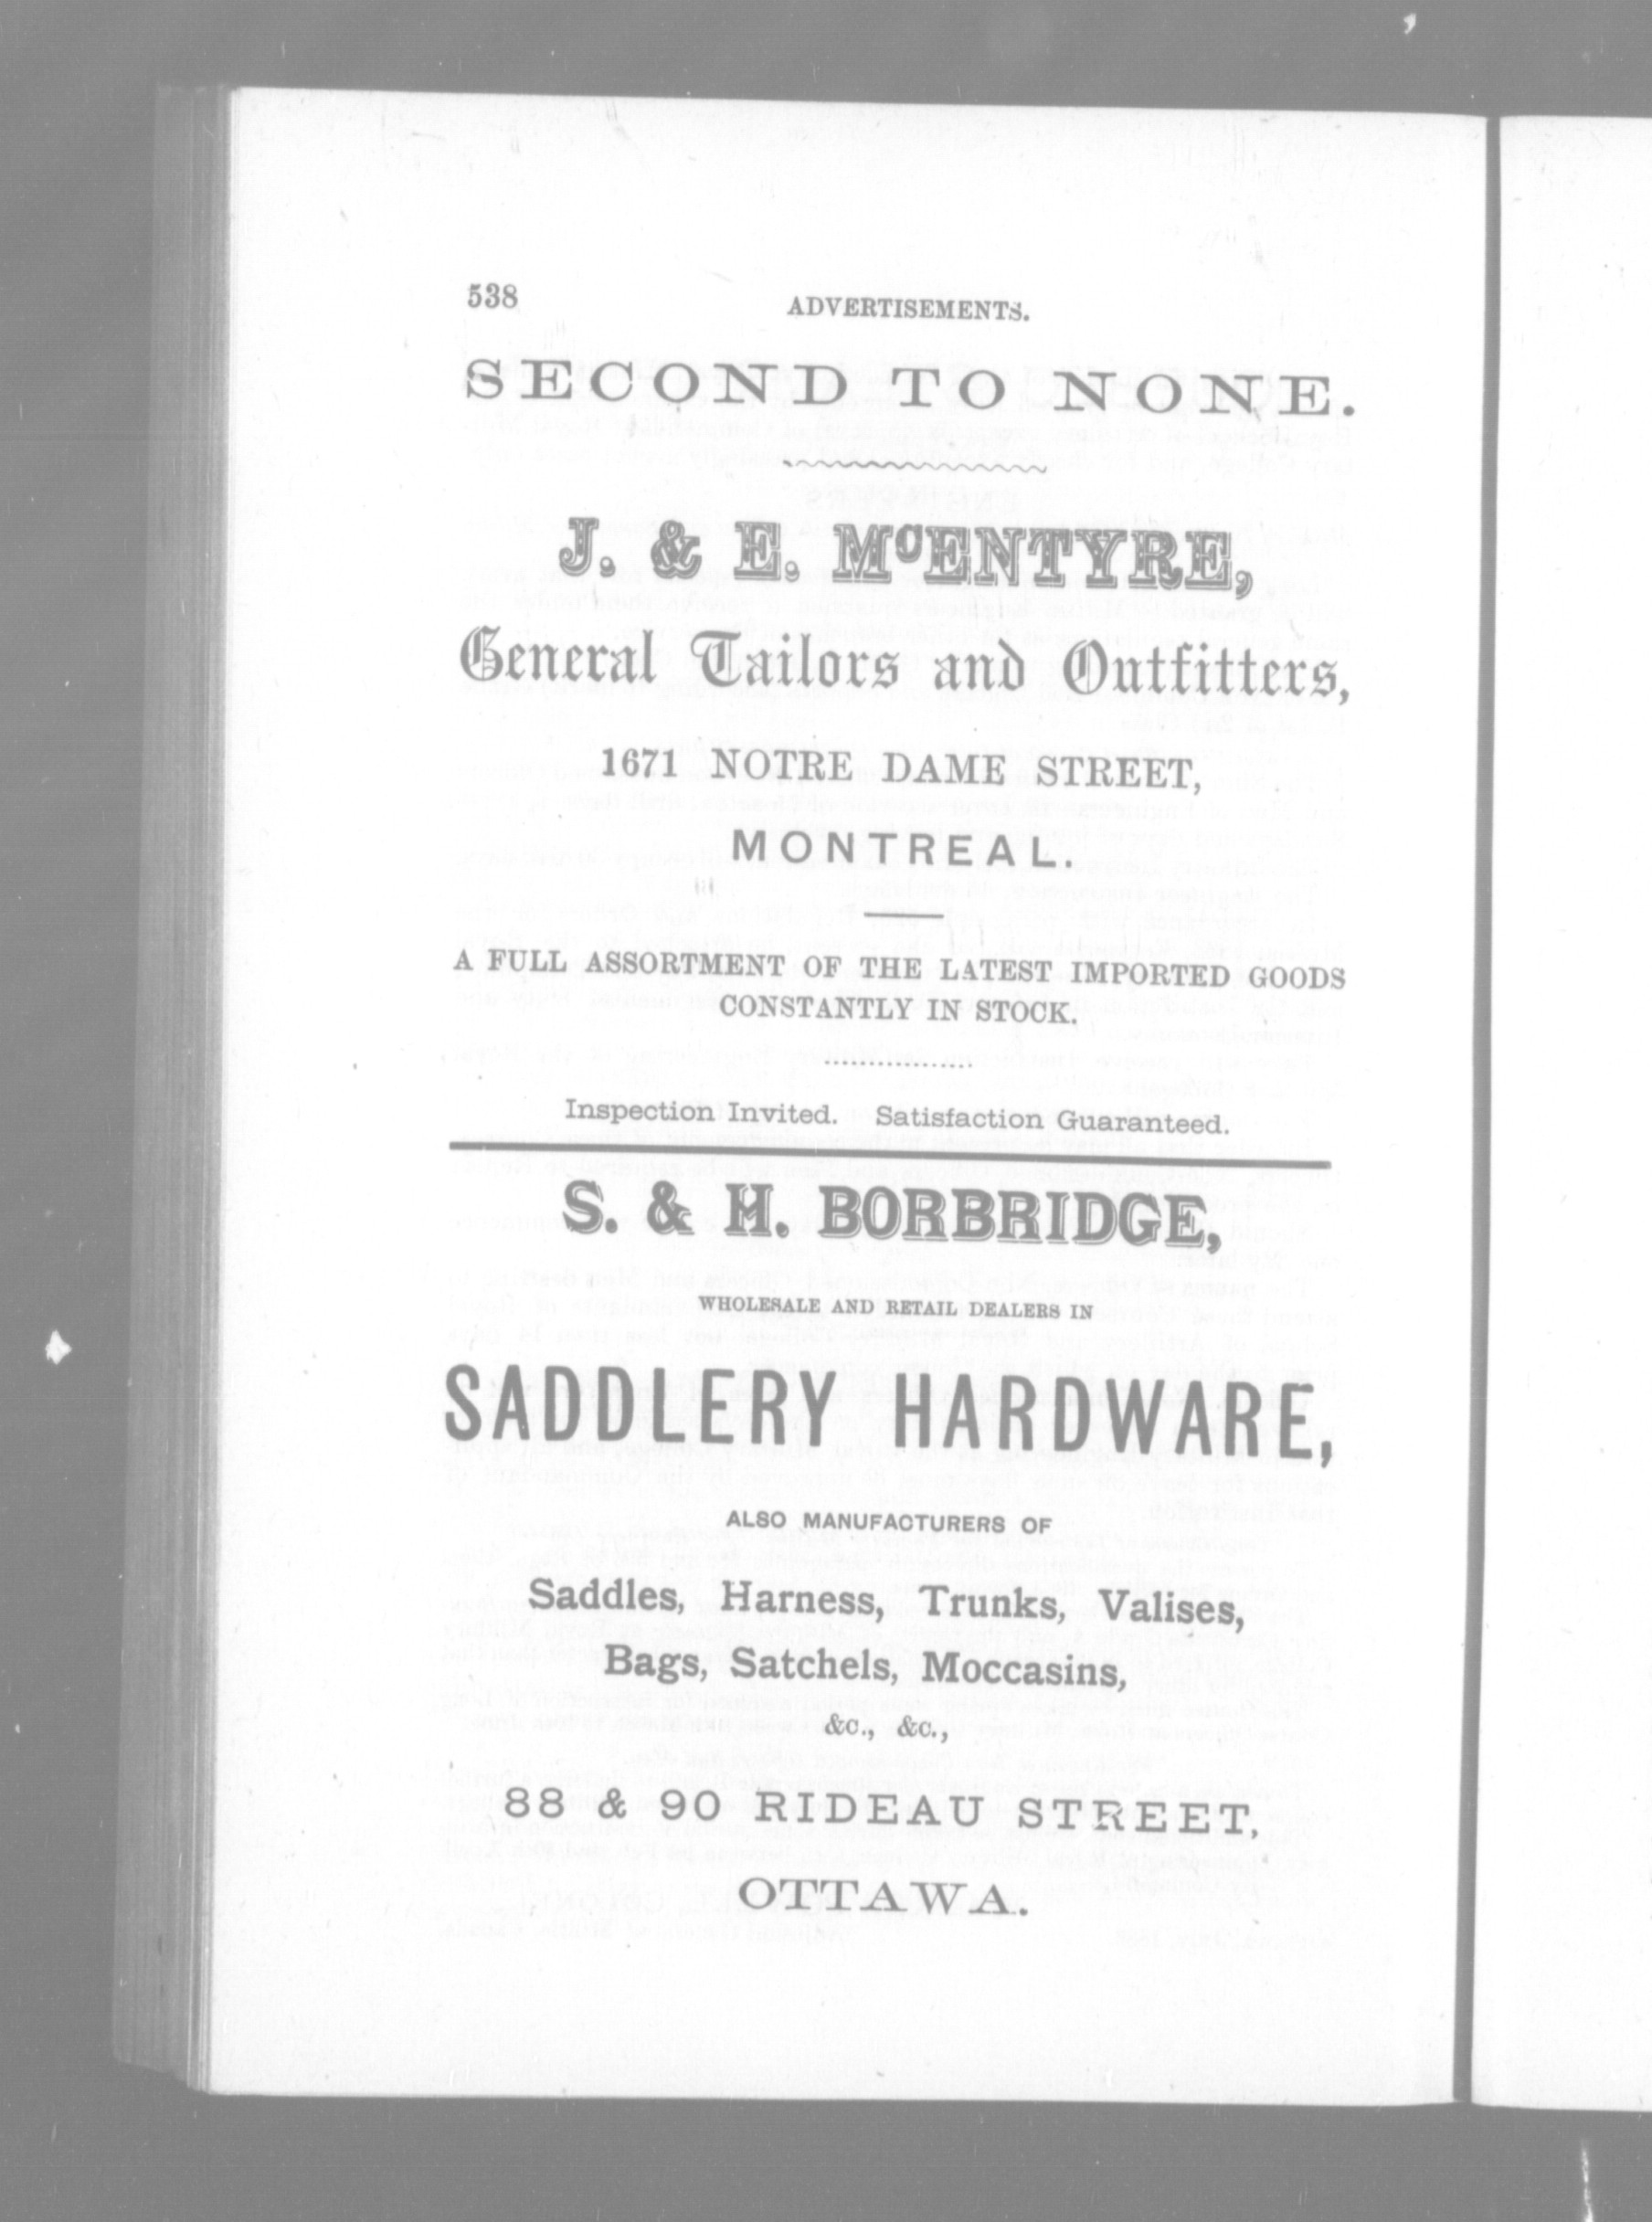 538
ADVERTISEMENTS.
SECOND TO NONE.
J. & E. McENTYRE,
General Tailors and Outfitters,
1671 NOTRE DAME STREET,
MONTREAL.
A FULL ASSORTMENT OF THE LATEST IMPORTED GOODS
CONSTANTLY IN STOCK.
Inspection Invited. Satisfaction Guaranteed.
S. & H. BORBRIDGE,
WHOLESALE AND RETAIL DEALERS IN
SADDLERY HARDWARE,
ALSO MANUFACTURERS OF
Saddles, Harness, Trunks, Valises,
Bags, Satchels, Moccasins,
&c., &c.,
88 & 90 RIDEAU STREET,
OTTAWA.